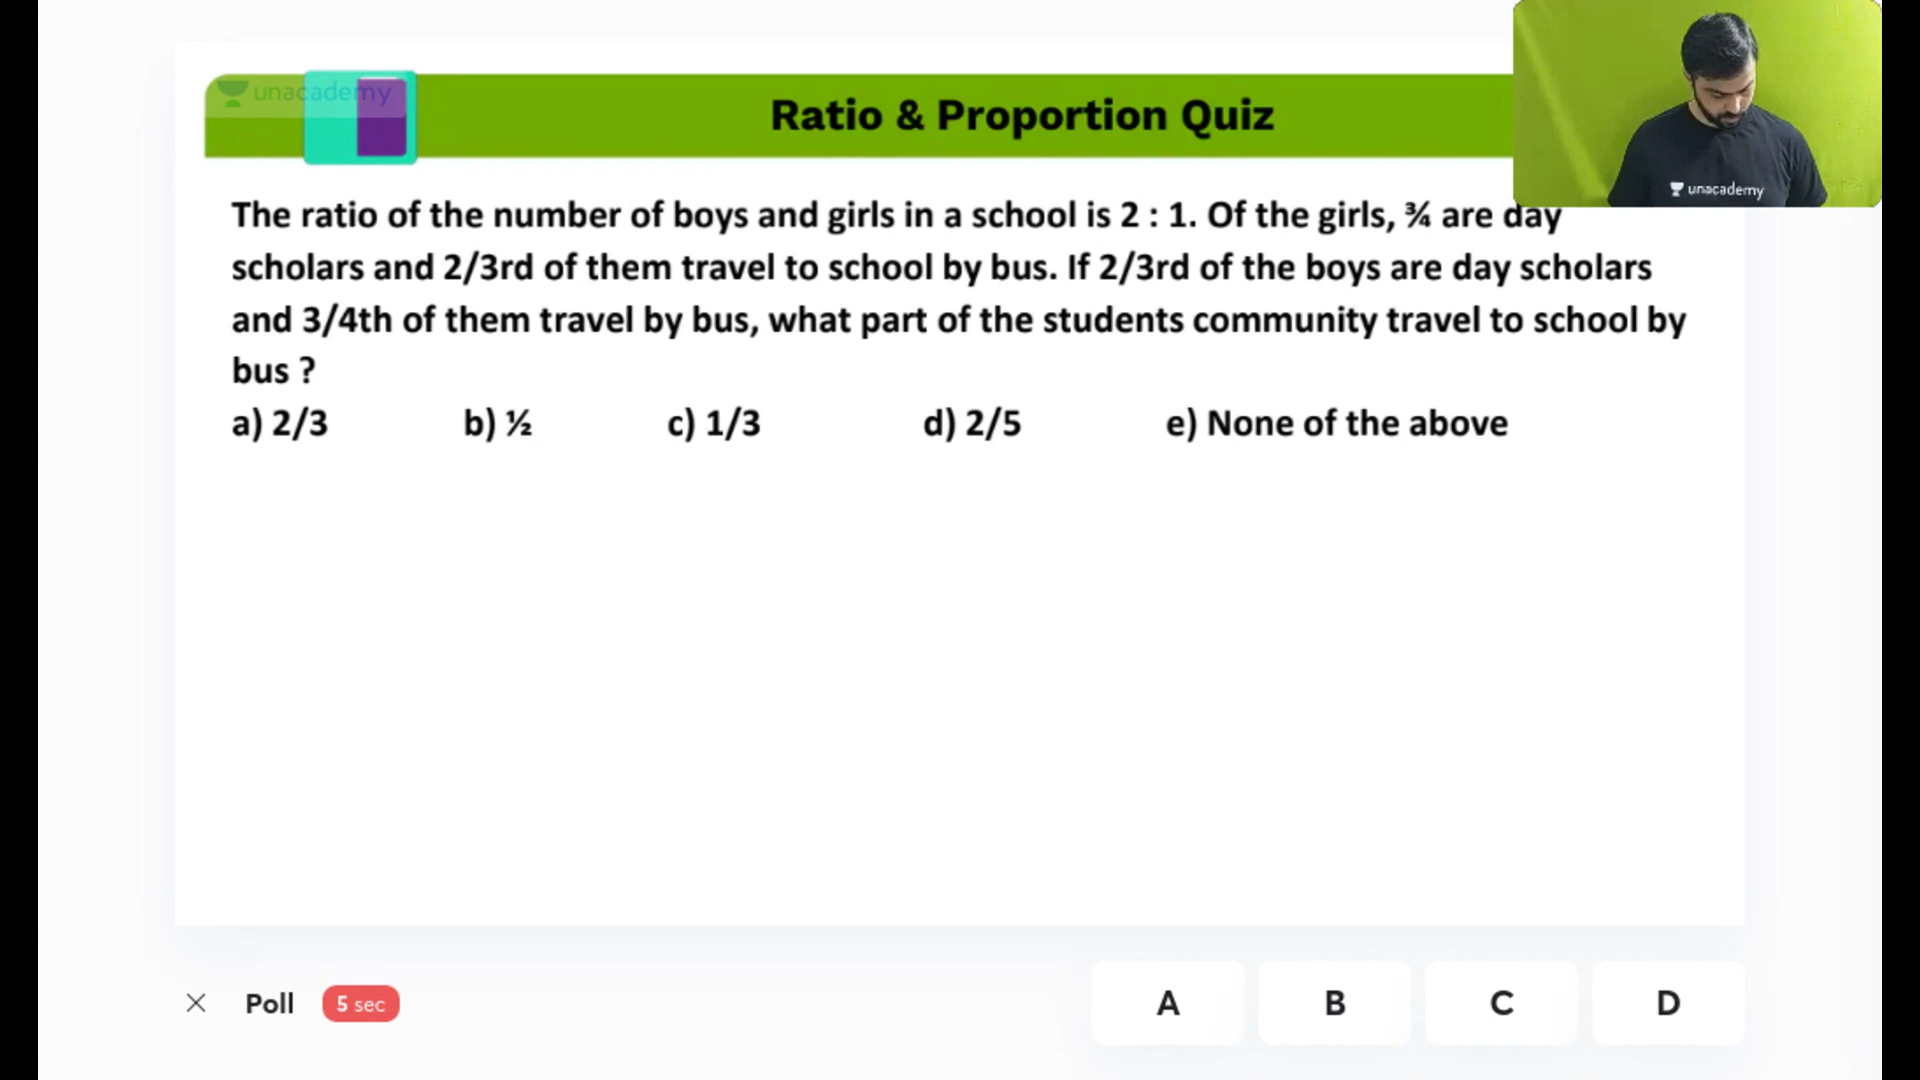 unacademy
Ratio & Proportion Quiz
unacademy
The ratio of the number of boys and girls in a school is 2 : 1. Of the girls, ¾ are day
scholars and 2/3rd of them travel to school by bus. If 2/3rd of the boys are day scholars
and 3/4th of them travel by bus, what part of the students community travel to school by
bus ?
a) 2/3 b) ½ c) 1/3 d) 2/5 e) None of the above
Poll 5 sec A B C D